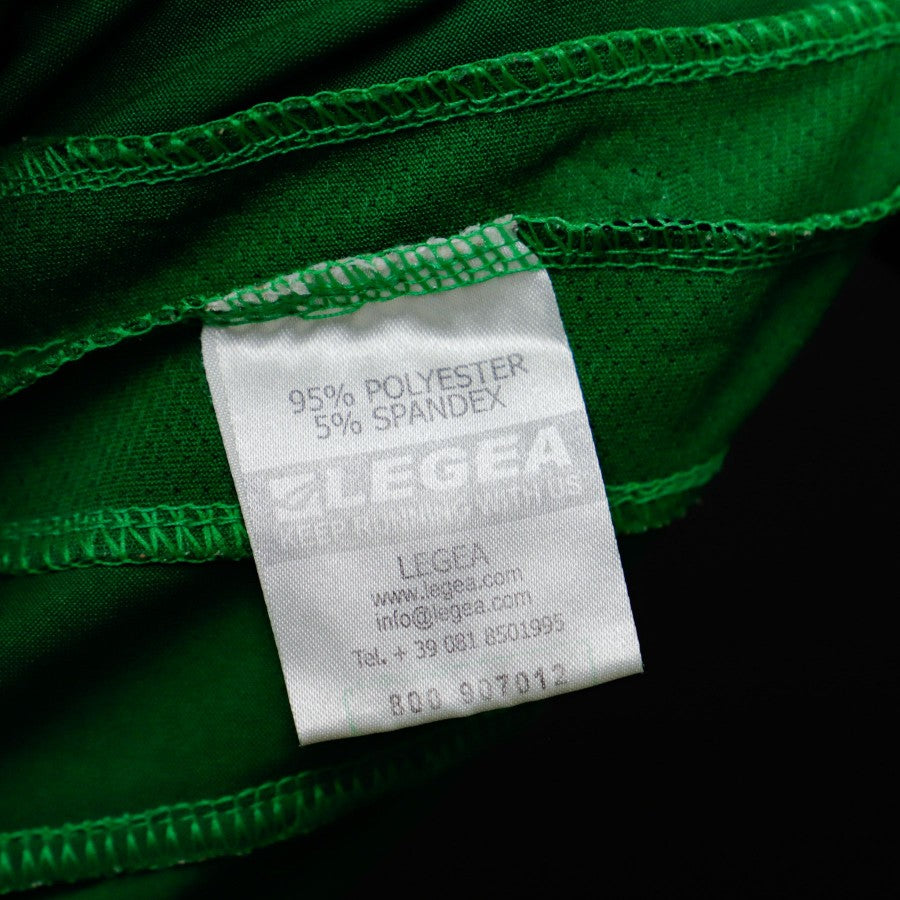 95% POLYESTER
5% SPANDEX
LEGEA
KEEP RUNNING WITH US
LEGEA
www.legea.com
info@legea.com
Tel. + 39 081 8501995
800 907012